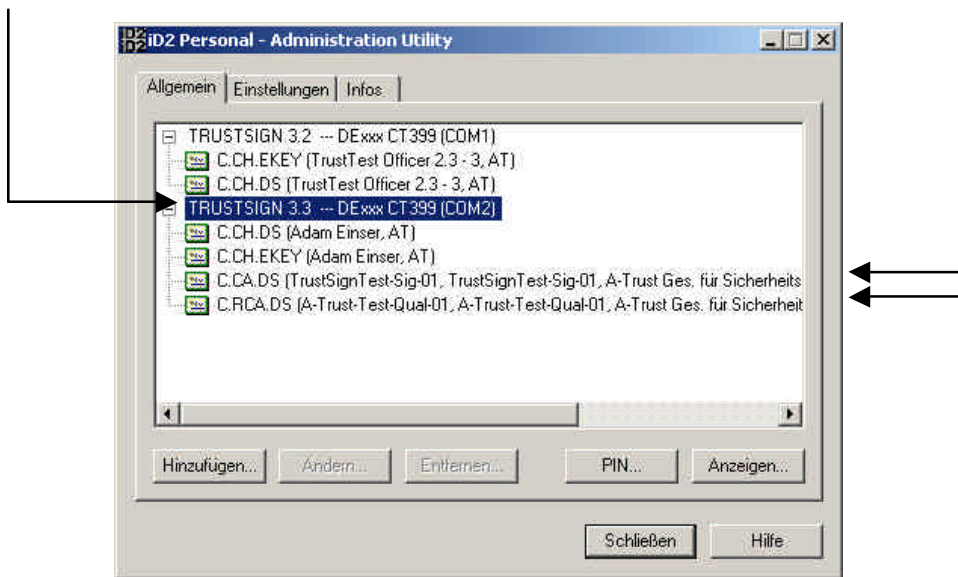 iD2 Personal - Administration Utility
Allgemein Einstellungen Infos
TRUSTSIGN 3.2 --- DExxx CT399 (COM1)
C.CH.EKEY (TrustTest Officer 2.3 - 3, AT)
C.CH.DS (TrustTest Officer 2.3 - 3, AT)
TRUSTSIGN 3.3 --- DExxx CT399 (COM2)
C.CH.DS (Adam Einser, AT)
C.CH.EKEY (Adam Einser, AT)
C.CA.DS (TrustSignTest-Sig-01, TrustSignTest-Sig-01, A-Trust Ges. für Sicherheits
C.RCA.DS (A-Trust-Test-Qual-01, A-Trust-Test-Qual-01, A-Trust Ges. für Sicherheit
Hinzufügen... Ändern... Entfernen... PIN... Anzeigen...
Schließen Hilfe